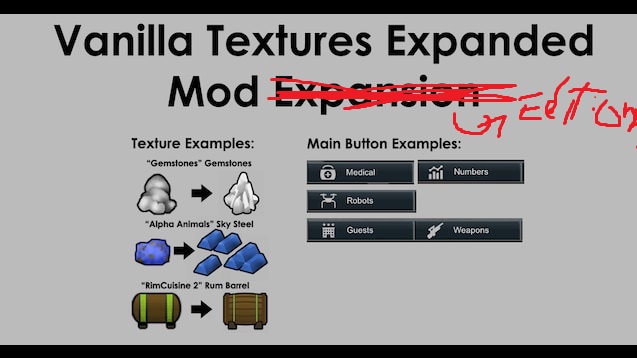 Vanilla Textures Expanded
Mod Expansion
Edition
Texture Examples:
"Gemstones" Gemstones
"Alpha Animals" Sky Steel
"RimCuisine 2" Rum Barrel
Main Button Examples:
Medical
Numbers
Robots
Guests
Weapons